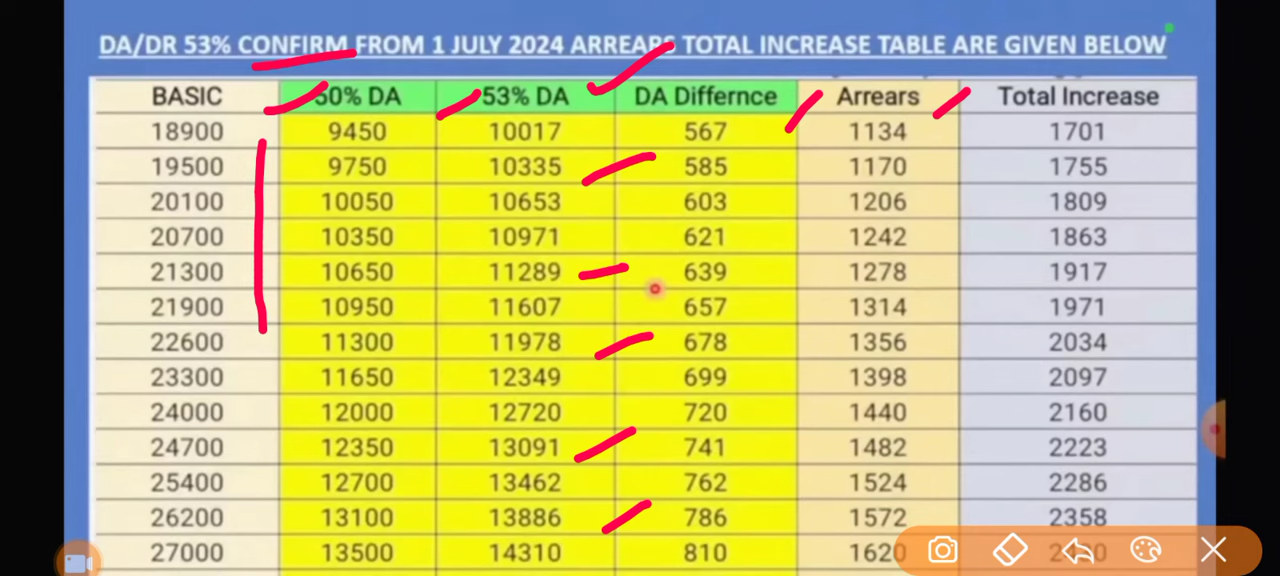 DA/DR 53% CONFIRM FROM 1 JULY 2024 ARREARS TOTAL INCREASE TABLE ARE GIVEN BELOW
BASIC 50% DA 53% DA DA Differnce Arrears Total Increase
18900 9450 10017 567 1134 1701
19500 9750 10335 585 1170 1755
20100 10050 10653 603 1206 1809
20700 10350 10971 621 1242 1863
21300 10650 11289 639 1278 1917
21900 10950 11607 657 1314 1971
22600 11300 11978 678 1356 2034
23300 11650 12349 699 1398 2097
24000 12000 12720 720 1440 2160
24700 12350 13091 741 1482 2223
25400 12700 13462 762 1524 2286
26200 13100 13886 786 1572 2358
27000 13500 14310 810 1620